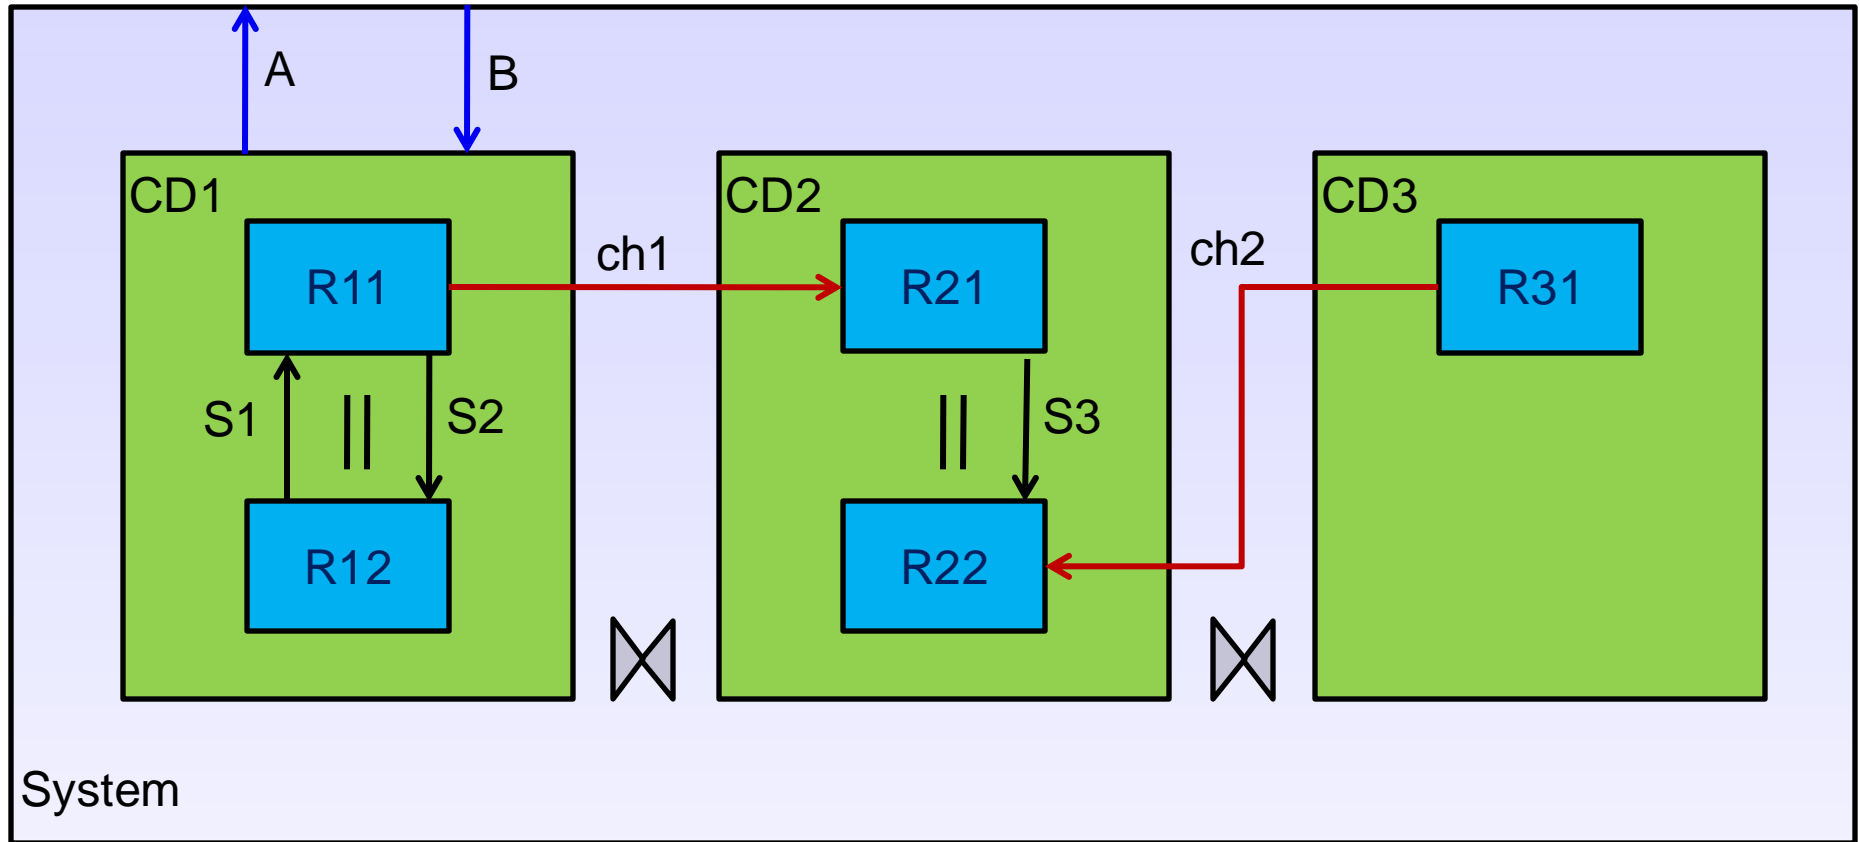 A
B
CD1
CD2
CD3
R11
ch1
R21
ch2
R31
S1
||
S2
||
S3
R12
R22
System